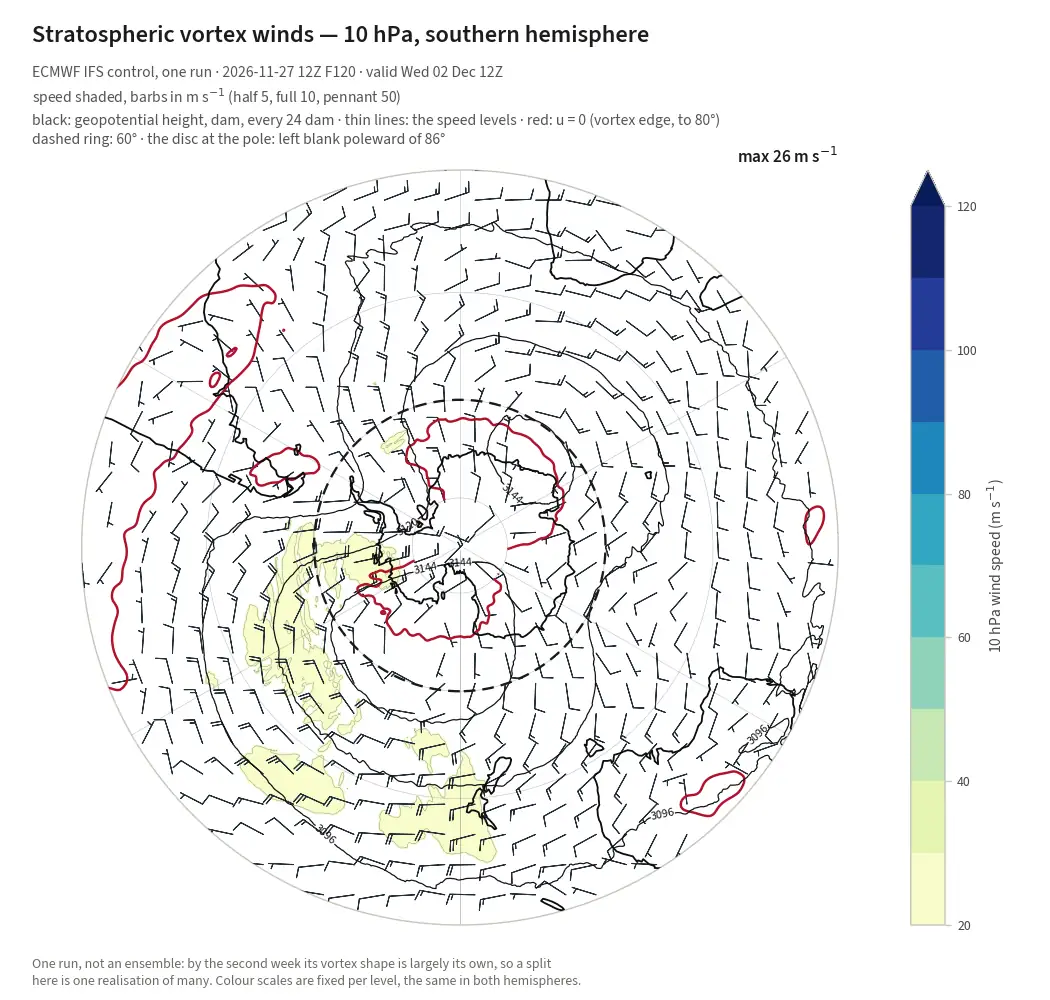 Stratospheric vortex winds — 10 hPa, southern hemisphere
ECMWF IFS control, one run · 2026-11-27 12Z F120 · valid Wed 02 Dec 12Z
speed shaded, barbs in m s⁻¹ (half 5, full 10, pennant 50)
black: geopotential height, dam, every 24 dam · thin lines: the speed levels · red: u = 0 (vortex edge, to 80°)
dashed ring: 60° · the disc at the pole: left blank poleward of 86°
max 26 m s⁻¹
120
100
80
60
40
20
10 hPa wind speed (m s⁻¹)
3144
3144
3144
3096
3096
3096
One run, not an ensemble: by the second week its vortex shape is largely its own, so a split
here is one realisation of many. Colour scales are fixed per level, the same in both hemispheres.